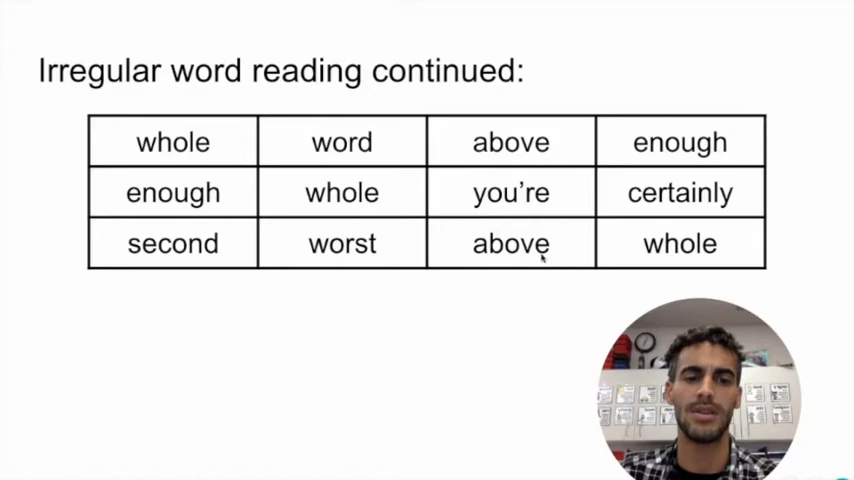 Irregular word reading continued:
whole word above enough
enough whole you're certainly
second worst above whole